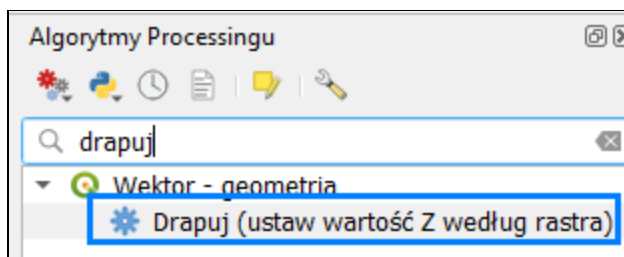 Algorytmy Processingu
drapuj
Wektor - geometria
Drapuj (ustaw wartość Z według rastra)